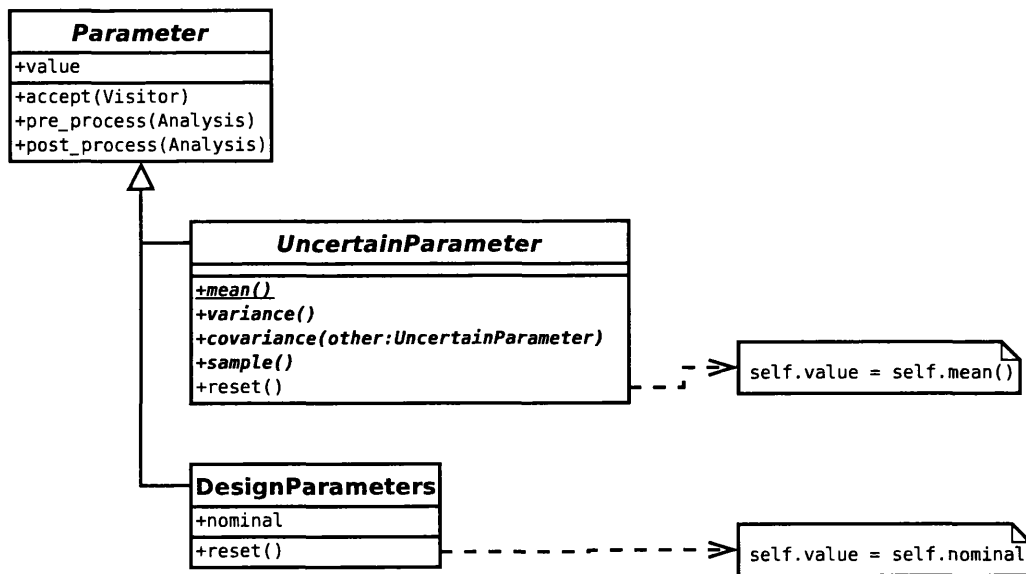 Parameter
+value
+accept(Visitor)
+pre_process(Analysis)
+post_process(Analysis)
UncertainParameter
+mean()
+variance()
+covariance(other:UncertainParameter)
+sample()
+reset()
self.value = self.mean()
DesignParameters
+nominal
+reset()
self.value = self.nominal